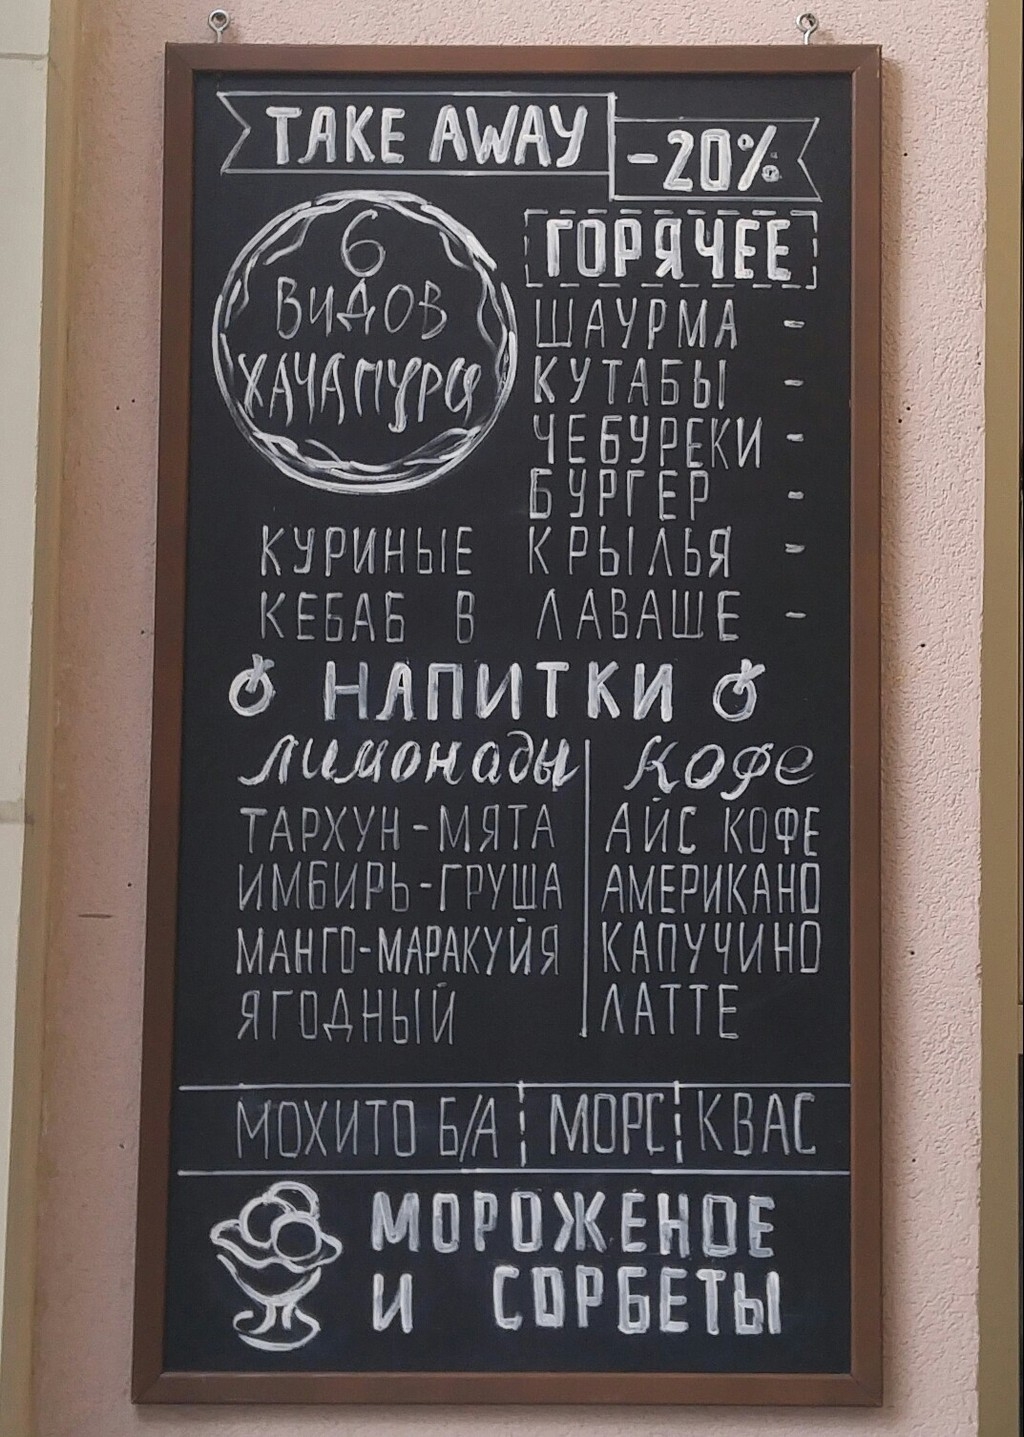 TAKE AWAY -20%
6
ВИДОВ
ХАЧАПУРИ
ГОРЯЧЕЕ
ШАУРМА -
КУТАБЫ -
ЧЕБУРЕКИ -
БУРГЕР -
КУРИНЫЕ КРЫЛЬЯ -
КЕБАБ В ЛАВАШЕ -
НАПИТКИ
лимонады
ТАРХУН-МЯТА
ИМБИРЬ-ГРУША
МАНГО-МАРАКУЙЯ
ЯГОДНЫЙ
Кофе
АЙС КОФЕ
АМЕРИКАНО
КАПУЧИНО
ЛАТТЕ
МОХИТО Б/А МОРС КВАС
МОРОЖЕНОЕ
И СОРБЕТЫ